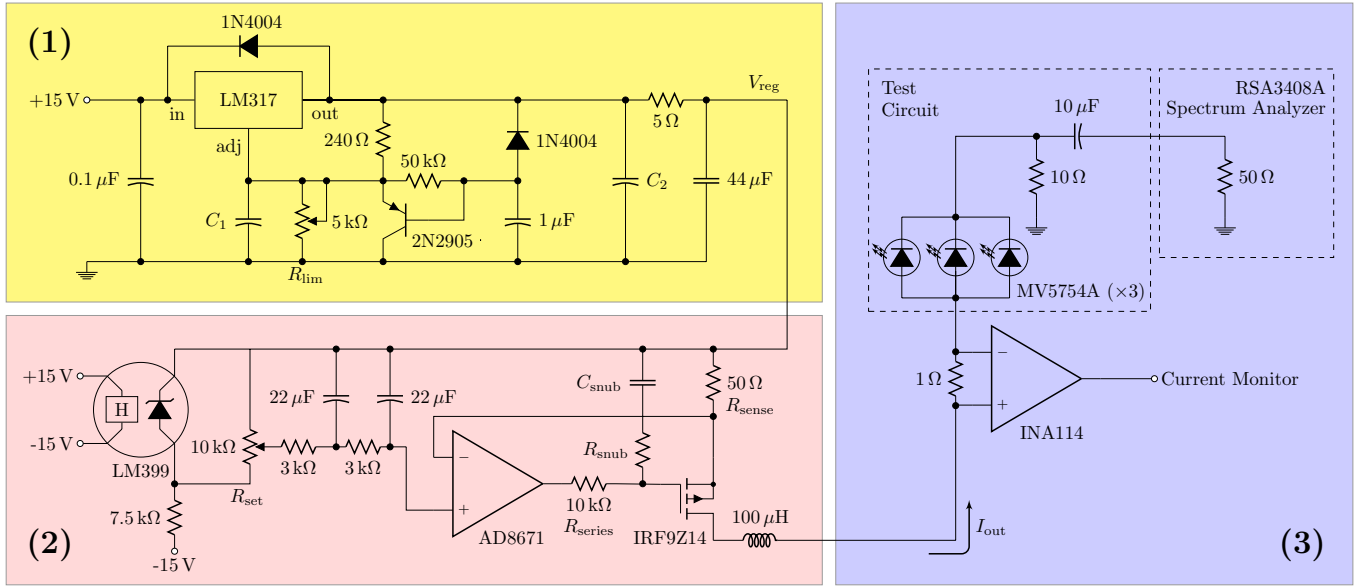 (1)
1N4004
+15 V
LM317
in
out
adj
V_reg
240 Ω
5 Ω
1N4004
50 kΩ
0.1 μF
C_1
5 kΩ
2N2905
1 μF
C_2
44 μF
R_lim
(2)
+15 V
-15 V
H
LM399
7.5 kΩ
-15 V
10 kΩ
R_set
22 μF
22 μF
3 kΩ
3 kΩ
−
+
AD8671
10 kΩ
R_series
C_snub
R_snub
50 Ω
R_sense
IRF9Z14
100 μH
(3)
Test
Circuit
RSA3408A
Spectrum Analyzer
10 μF
10 Ω
50 Ω
MV5754A (×3)
1 Ω
−
+
INA114
Current Monitor
I_out